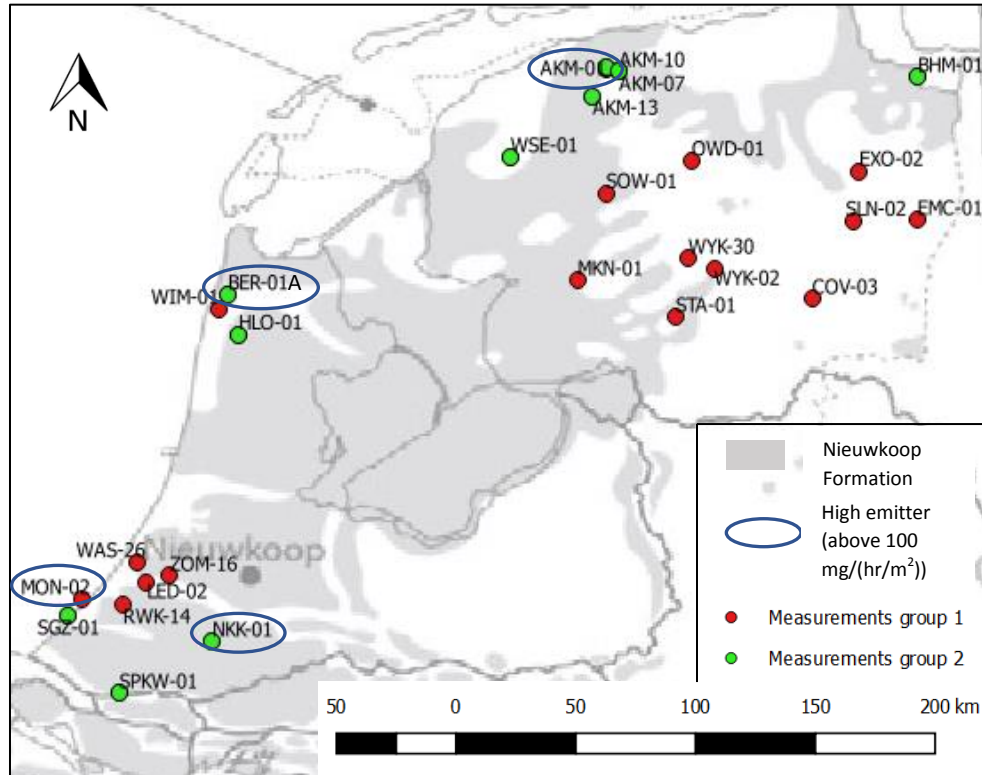 AKM-10
AKM-0
AKM-07
BHM-01
AKM-13
N
WSE-01
OWD-01
EXO-02
SOW-01
SLN-02
EMC-01
WYK-30
WYK-02
MKN-01
BER-01A
WIM-01
COV-03
STA-01
HLO-01
Nieuwkoop
Formation
High emitter
(above 100
mg/(hr/m²))
WAS-26
Nieuwkoop
ZOM-16
MON-02
LED-02
RWK-14
SGZ-01
NKK-01
Measurements group 1
Measurements group 2
SPKW-01
50 0 50 100 150 200 km